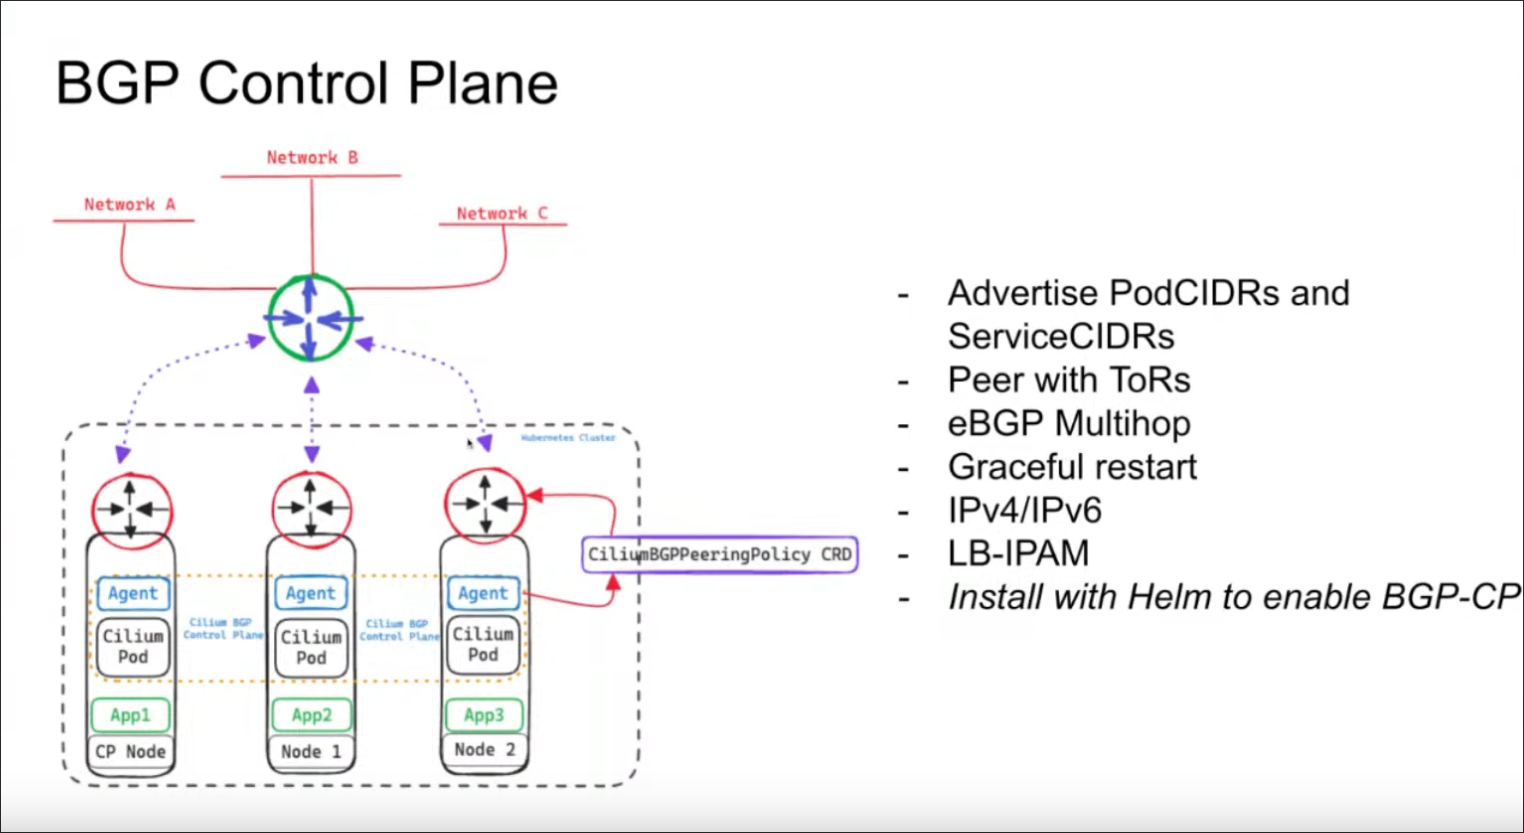 BGP Control Plane
Network B
Network A
Network C
Kubernetes Cluster
CiliumBGPPeeringPolicy CRD
Agent
Agent
Agent
Cilium BGP
Control Plane
Cilium BGP
Control Plane
Cilium
Pod
Cilium
Pod
Cilium
Pod
App1
App2
App3
CP Node
Node 1
Node 2
- Advertise PodCIDRs and
ServiceCIDRs
- Peer with ToRs
- eBGP Multihop
- Graceful restart
- IPv4/IPv6
- LB-IPAM
- Install with Helm to enable BGP-CP